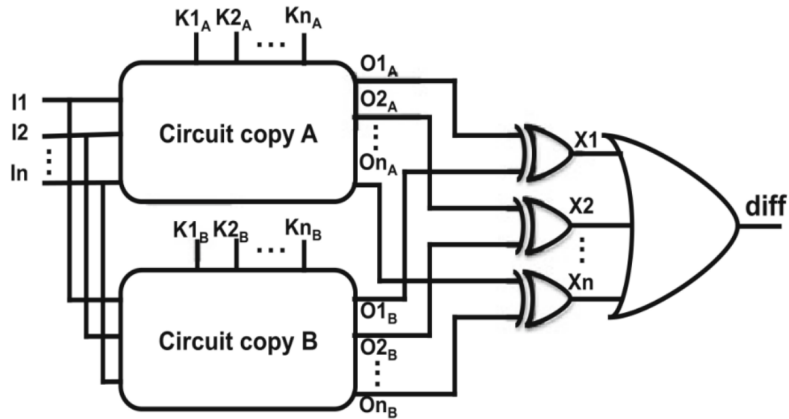 K1A K2A ... KnA
I1
I2
In
Circuit copy A
O1A
O2A
OnA
X1
X2
Xn
diff
K1B K2B ... KnB
Circuit copy B
O1B
O2B
OnB